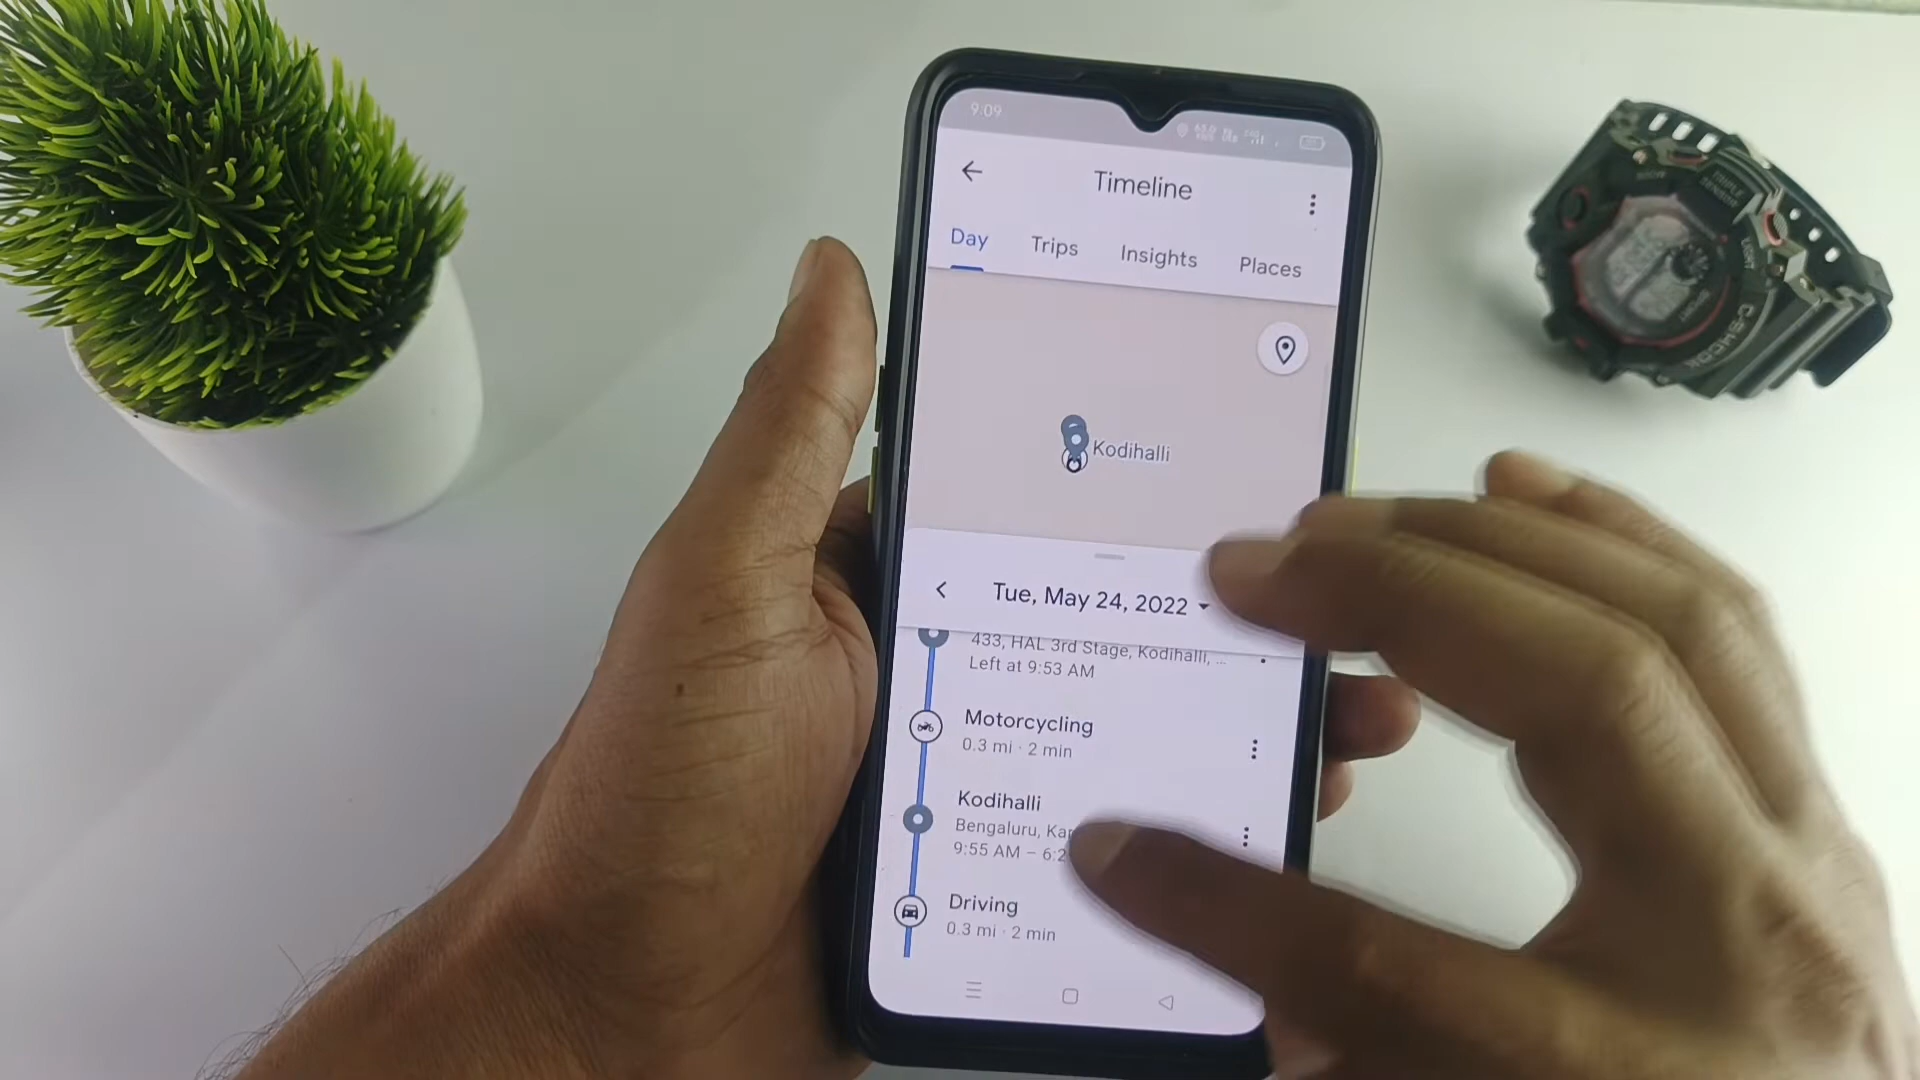 9.09
Timeline
Day Trips Insights Places
Kodihalli
Tue, May 24, 2022
433, HAL 3rd Stage, Kodihalli, ...
Left at 9:53 AM
Motorcycling
0.3 mi · 2 min
Kodihalli
Bengaluru,
9:55 AM –
Driving
0.3 mi · 2 min